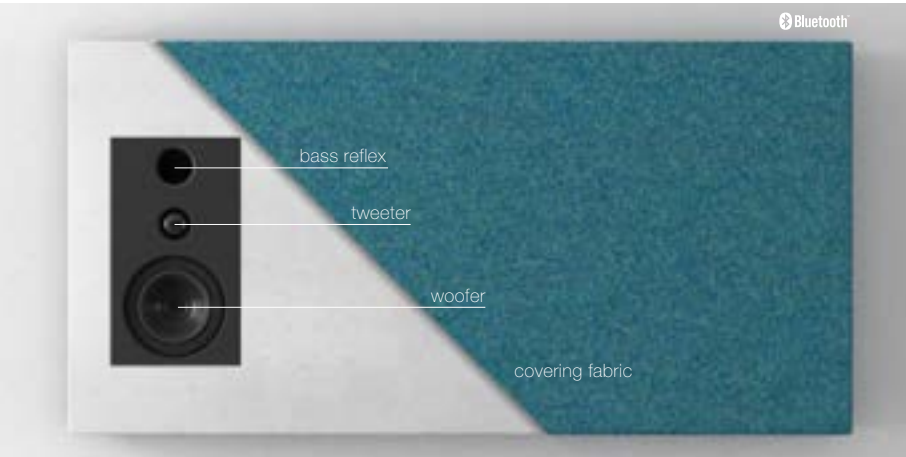 Bluetooth
bass reflex
tweeter
woofer
covering fabric